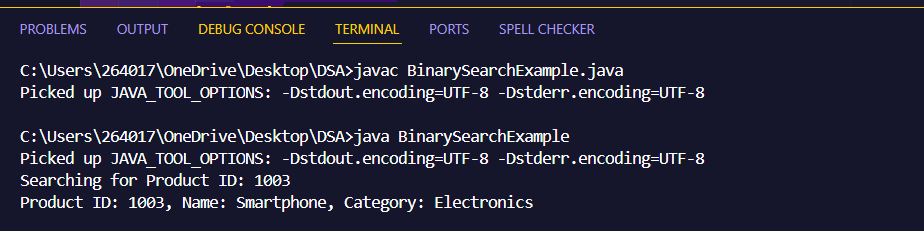 PROBLEMS OUTPUT DEBUG CONSOLE TERMINAL PORTS SPELL CHECKER
C:\Users\264017\OneDrive\Desktop\DSA>javac BinarySearchExample.java
Picked up JAVA_TOOL_OPTIONS: -Dstdout.encoding=UTF-8 -Dstderr.encoding=UTF-8
C:\Users\264017\OneDrive\Desktop\DSA>java BinarySearchExample
Picked up JAVA_TOOL_OPTIONS: -Dstdout.encoding=UTF-8 -Dstderr.encoding=UTF-8
Searching for Product ID: 1003
Product ID: 1003, Name: Smartphone, Category: Electronics